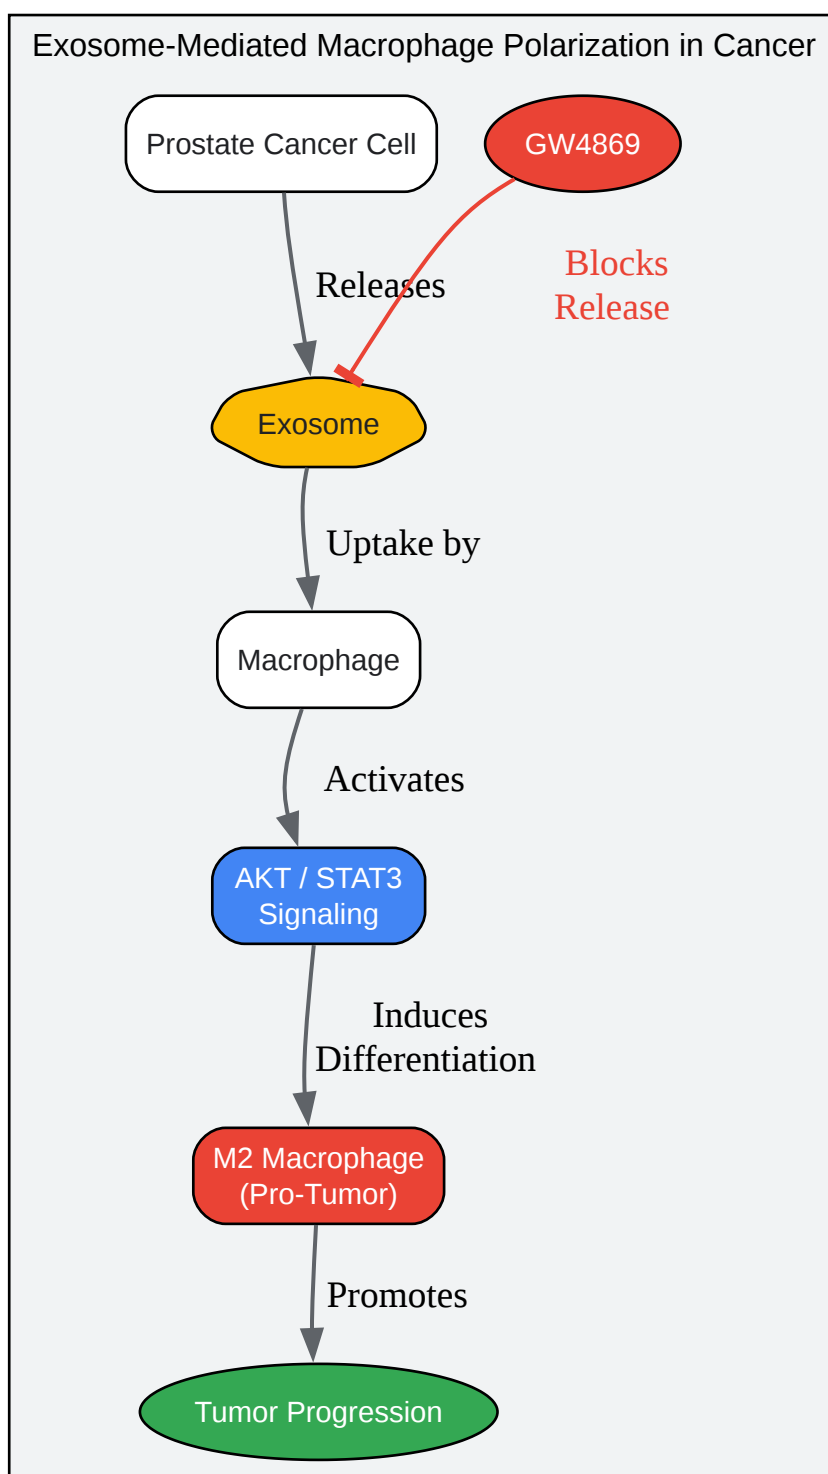 Exosome-Mediated Macrophage Polarization in Cancer
Prostate Cancer Cell
GW4869
Releases
Blocks
Release
Exosome
Uptake by
Macrophage
Activates
AKT / STAT3
Signaling
Induces
Differentiation
M2 Macrophage
(Pro-Tumor)
Promotes
Tumor Progression